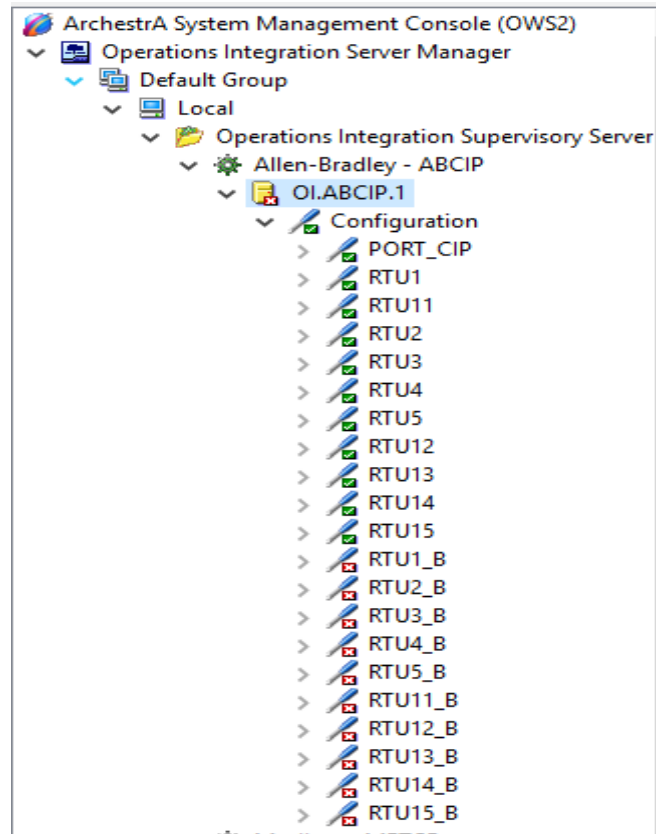 ArchestrA System Management Console (OWS2)
Operations Integration Server Manager
Default Group
Local
Operations Integration Supervisory Server
Allen-Bradley - ABCIP
OI.ABCIP.1
Configuration
PORT_CIP
RTU1
RTU11
RTU2
RTU3
RTU4
RTU5
RTU12
RTU13
RTU14
RTU15
RTU1_B
RTU2_B
RTU3_B
RTU4_B
RTU5_B
RTU11_B
RTU12_B
RTU13_B
RTU14_B
RTU15_B